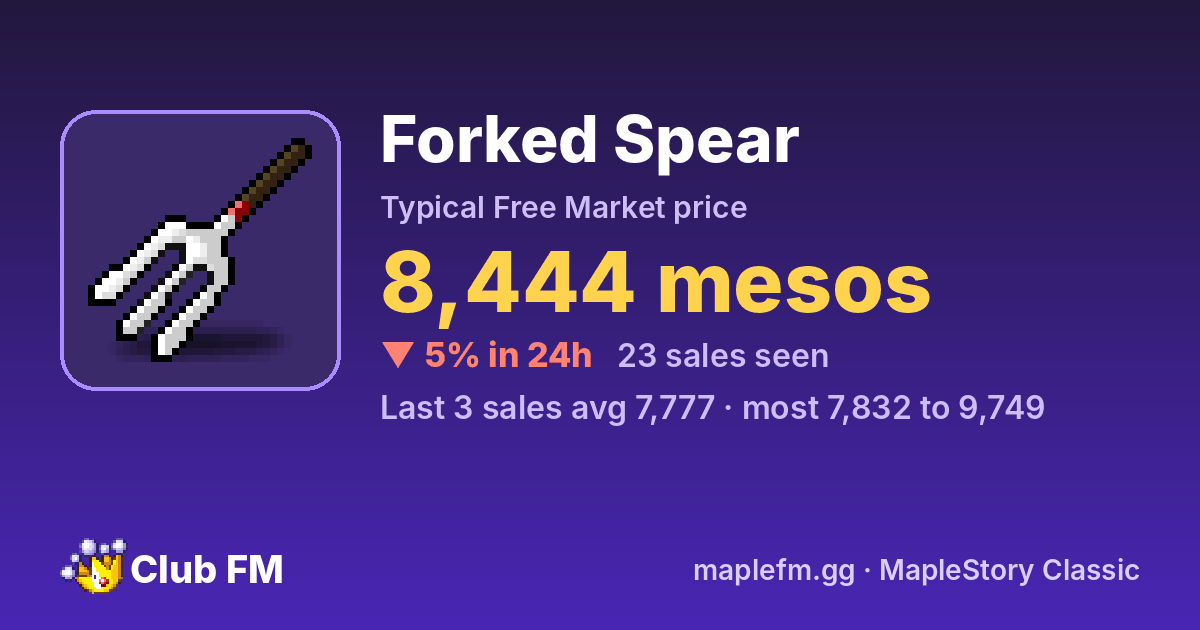 Forked Spear
Typical Free Market price
8,444 mesos
▼ 5% in 24h 23 sales seen
Last 3 sales avg 7,777 · most 7,832 to 9,749
Club FM
maplefm.gg · MapleStory Classic